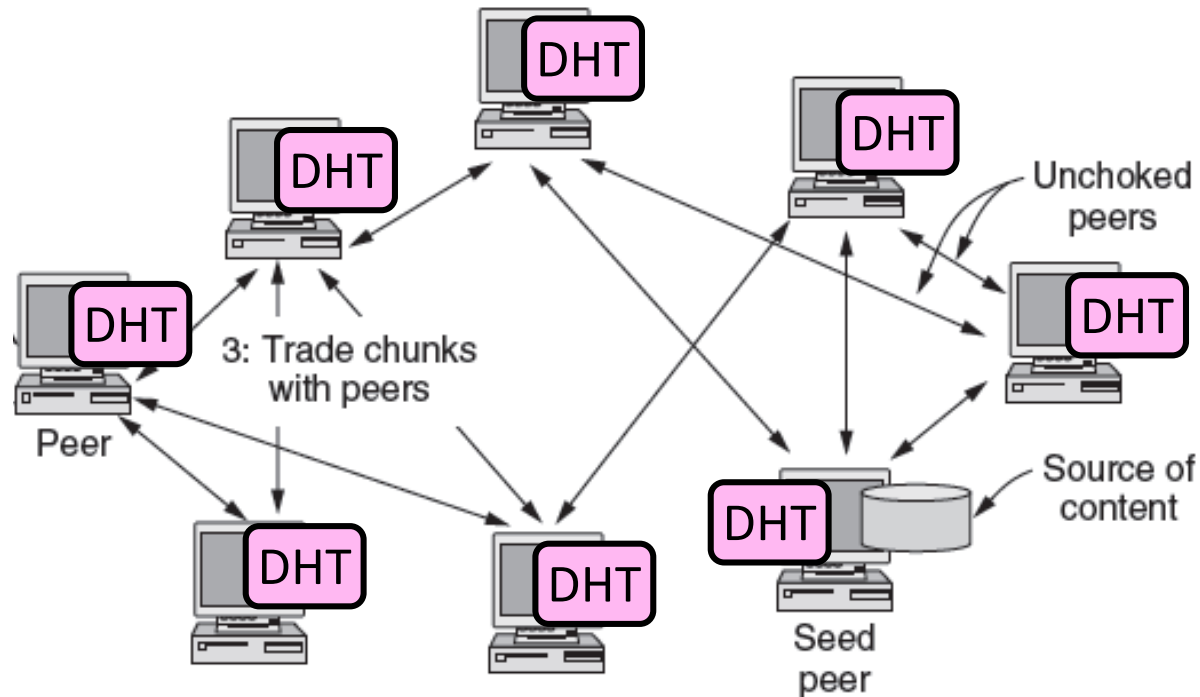 DHT
DHT
DHT
Unchoked
peers
DHT
DHT
DHT
3: Trade chunks
with peers
Peer
Source of
content
DHT
DHT
DHT
Seed
peer